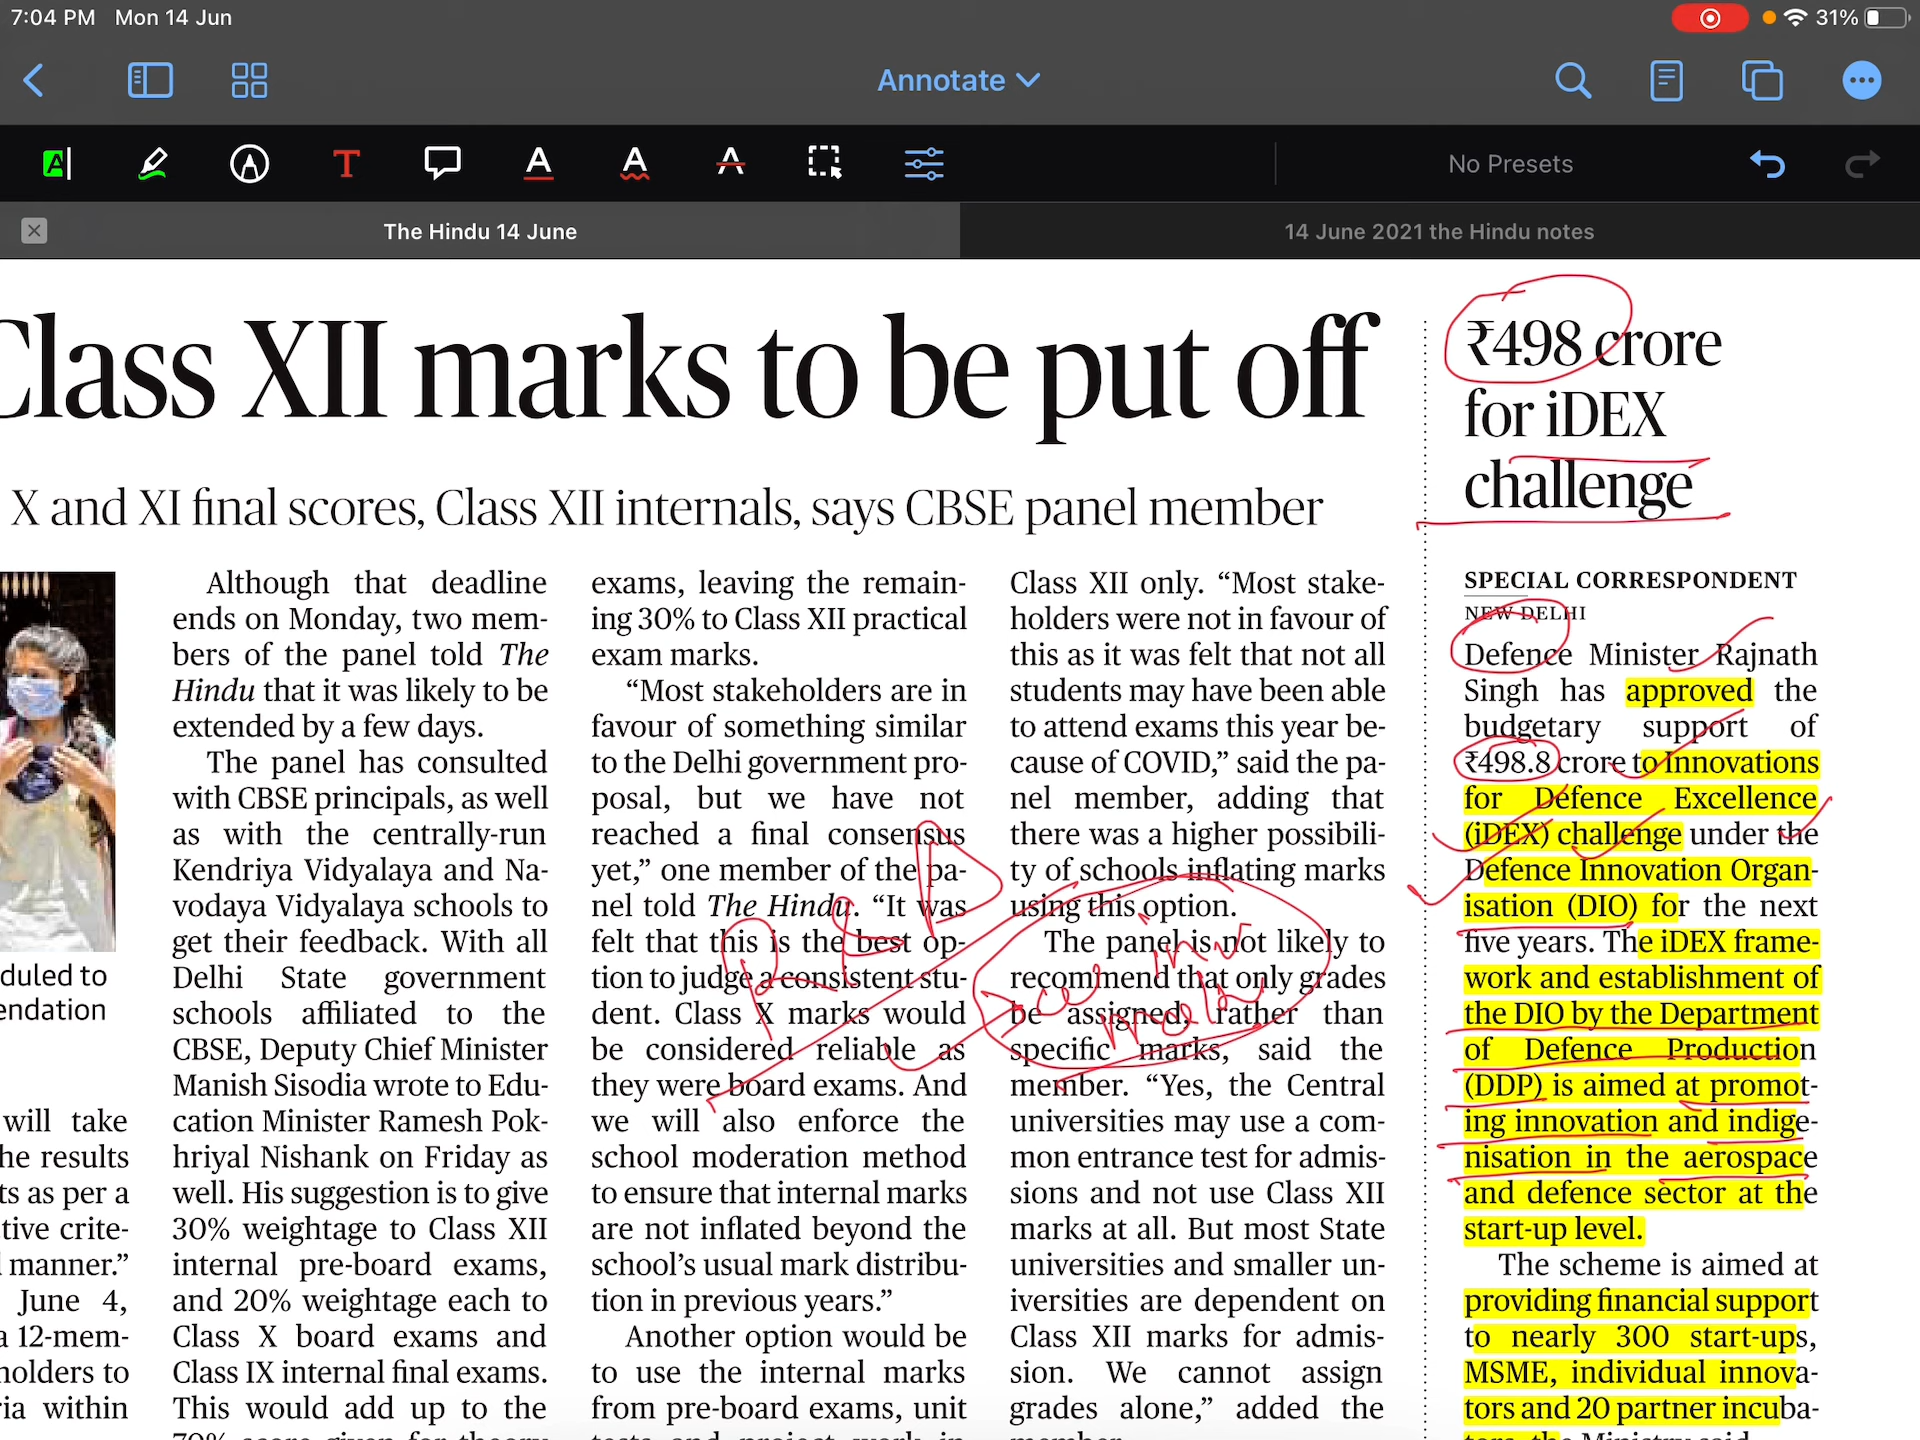 7:04 PM Mon 14 Jun
31%
Annotate
No Presets
The Hindu 14 June
14 June 2021 the Hindu notes
Class XII marks to be put off
X and XI final scores, Class XII internals, says CBSE panel member
duled to
endation
will take
he results
ts as per a
tive crite-
manner.”
June 4,
a 12-mem-
holders to
ria within
Although that deadline
ends on Monday, two mem-
bers of the panel told The
Hindu that it was likely to be
extended by a few days.
The panel has consulted
with CBSE principals, as well
as with the centrally-run
Kendriya Vidyalaya and Na-
vodaya Vidyalaya schools to
get their feedback. With all
Delhi State government
schools affiliated to the
CBSE, Deputy Chief Minister
Manish Sisodia wrote to Edu-
cation Minister Ramesh Pok-
hriyal Nishank on Friday as
well. His suggestion is to give
30% weightage to Class XII
internal pre-board exams,
and 20% weightage each to
Class X board exams and
Class IX internal final exams.
This would add up to the
70% score given for theory
exams, leaving the remain-
ing 30% to Class XII practical
exam marks.
“Most stakeholders are in
favour of something similar
to the Delhi government pro-
posal, but we have not
reached a final consensus
yet,” one member of the pa-
nel told The Hindu. “It was
felt that this is the best op-
tion to judge a consistent stu-
dent. Class X marks would
be considered reliable as
they were board exams. And
we will also enforce the
school moderation method
to ensure that internal marks
are not inflated beyond the
school’s usual mark distribu-
tion in previous years.”
Another option would be
to use the internal marks
from pre-board exams, unit
tests and project work in
R & D
Class XII only. “Most stake-
holders were not in favour of
this as it was felt that not all
students may have been able
to attend exams this year be-
cause of COVID,” said the pa-
nel member, adding that
there was a higher possibili-
ty of schools inflating marks
using this option.
The panel is not likely to
recommend that only grades
be assigned, rather than
specific marks, said the
member. “Yes, the Central
universities may use a com-
mon entrance test for admis-
sions and not use Class XII
marks at all. But most State
universities and smaller un-
iversities are dependent on
Class XII marks for admis-
sion. We cannot assign
grades alone,” added the
member.
₹498 crore
for iDEX
challenge
SPECIAL CORRESPONDENT
NEW DELHI
Defence Minister Rajnath
Singh has approved the
budgetary support of
₹498.8 crore to Innovations
for Defence Excellence
(iDEX) challenge under the
Defence Innovation Organ-
isation (DIO) for the next
five years. The iDEX frame-
work and establishment of
the DIO by the Department
of Defence Production
(DDP) is aimed at promot-
ing innovation and indige-
nisation in the aerospace
and defence sector at the
start-up level.
The scheme is aimed at
providing financial support
to nearly 300 start-ups,
MSME, individual innova-
tors and 20 partner incuba-
tors, the Ministry said